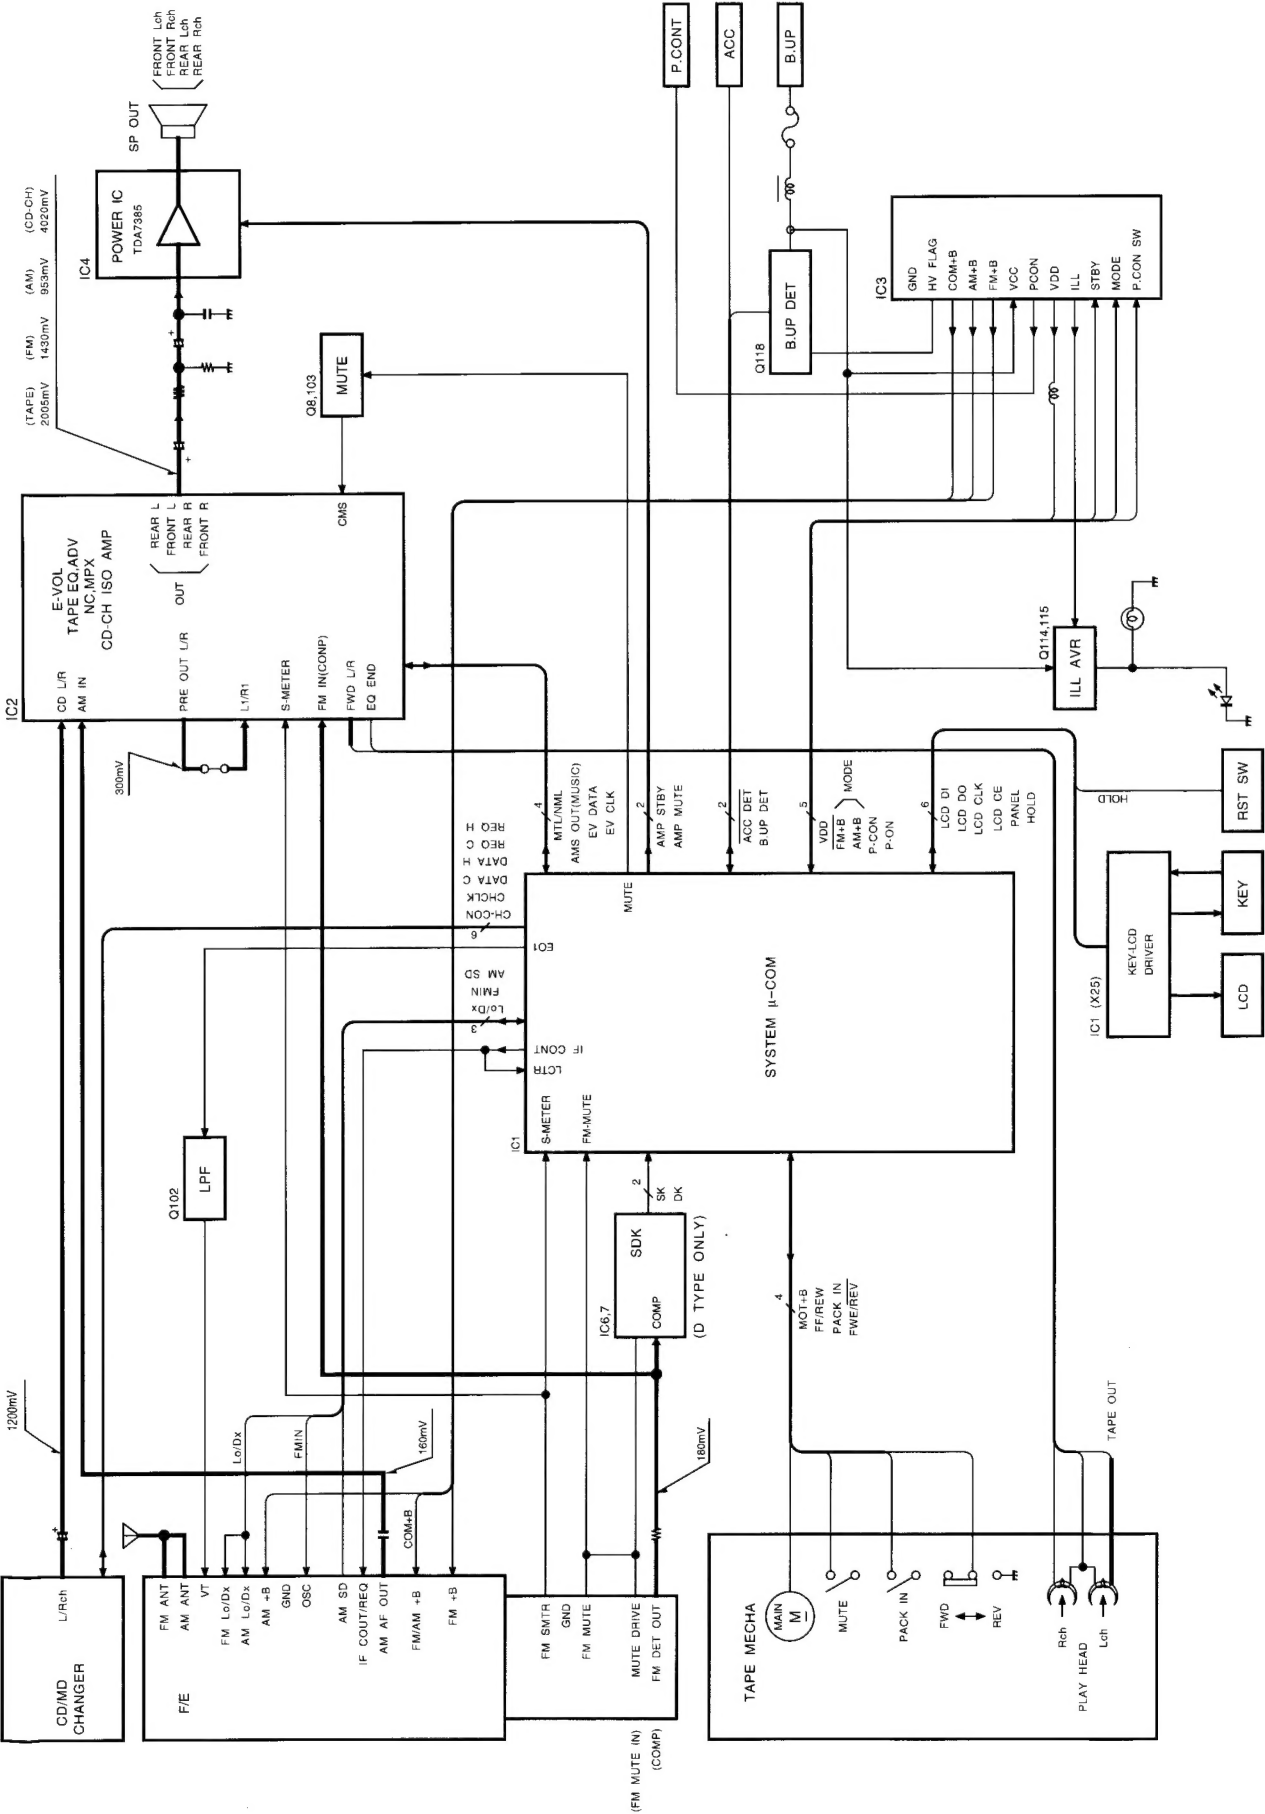 CD/MD
CHANGER
L/Rch
1200mV
F/E
FM ANT
AM ANT
VT
FM Lo/Dx
AM Lo/Dx
AM +B
GND
OSC
AM SD
IF COUT/REQ
AM AF OUT
FM/AM +B
FM +B
FM SMTR
GND
FM MUTE
MUTE DRIVE
FM DET OUT
(FM MUTE IN)
(COMP)
Lo/Dx
FMIN
160mV
COM+B
180mV
Q102
LPF
IC2
E-VOL
TAPE EQ,ADV
NC,MPX
CD-CH ISO AMP
CD L/R
AM IN
PRE OUT L/R
L1/R1
S-METER
FM IN(CONP)
FWD L/R
EQ END
OUT
REAR L
FRONT L
REAR R
FRONT R
CMS
300mV
(TAPE)
2005mV
(FM)
1430mV
(AM)
953mV
(CD-CH)
4020mV
IC4
POWER IC
TDA7385
SP OUT
FRONT Lch
FRONT Rch
REAR Lch
REAR Rch
Q8,103
MUTE
IC1
SYSTEM µ-COM
S-METER
FM-MUTE
LCTR
IF CONT
3
Lo/Dx
FMIN
AM SD
EO1
6
CH-CON
CHCLK
DATA C
DATA H
REQ C
REQ H
MUTE
4
MTL/NML
AMS OUT(MUSIC)
EV DATA
EV CLK
2
AMP STBY
AMP MUTE
2
ACC DET
B.UP DET
5
VDD
FM+B
AM+B
MODE
P-CON
P-ON
6
LCD DI
LCD DO
LCD CLK
LCD CE
PANEL
HOLD
IC6,7
SDK
COMP
(D TYPE ONLY)
2
SK
DK
4
MOT+B
FF/REW
PACK IN
FWE/REV
TAPE MECHA
MAIN
M
MUTE
PACK IN
FWD
REV
Rch
PLAY HEAD
Lch
TAPE OUT
P.CONT
ACC
B.UP
Q118
B.UP DET
IC3
GND
HV FLAG
COM+B
AM+B
FM+B
VCC
PCON
VDD
ILL
STBY
MODE
P.CON SW
Q114,115
ILL AVR
HOLD
RST SW
IC1 (X25)
KEY-LCD
DRIVER
KEY
LCD